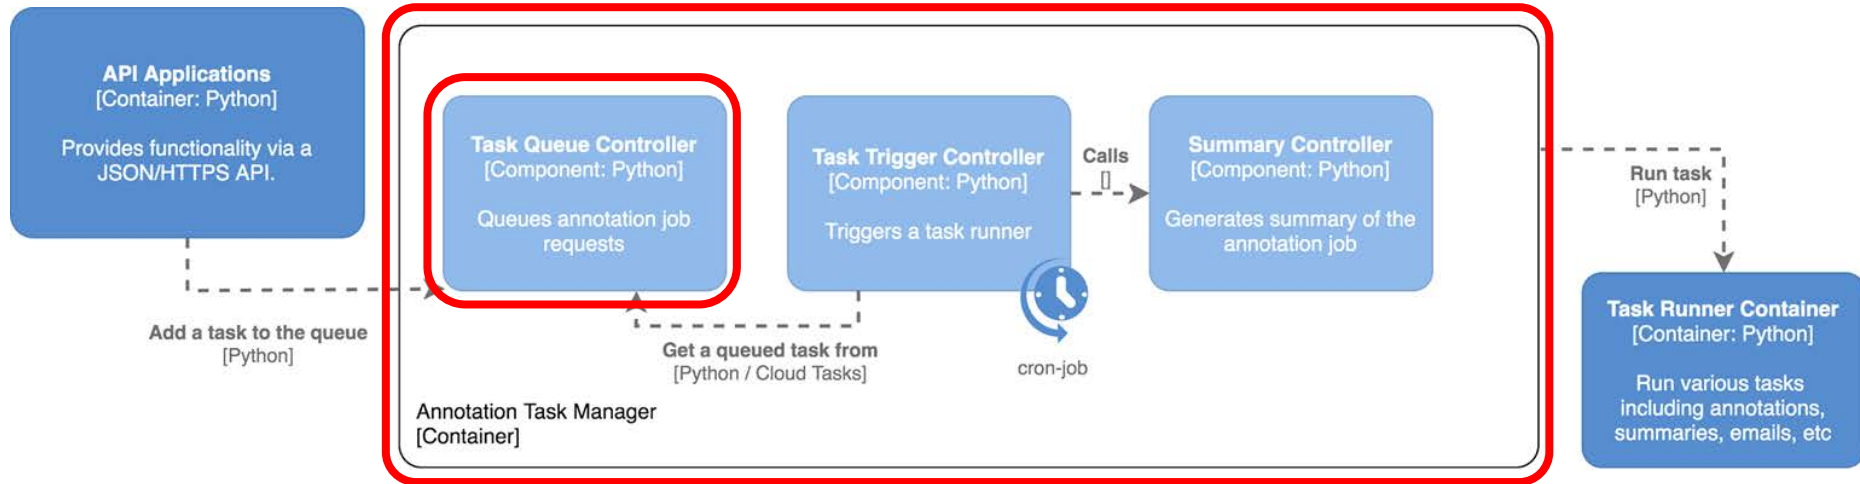 API Applications
[Container: Python]
Provides functionality via a
JSON/HTTPS API.
Add a task to the queue
[Python]
Task Queue Controller
[Component: Python]
Queues annotation job
requests
Task Trigger Controller
[Component: Python]
Triggers a task runner
cron-job
Get a queued task from
[Python / Cloud Tasks]
Calls
[]
Summary Controller
[Component: Python]
Generates summary of the
annotation job
Annotation Task Manager
[Container]
Run task
[Python]
Task Runner Container
[Container: Python]
Run various tasks
including annotations,
summaries, emails, etc